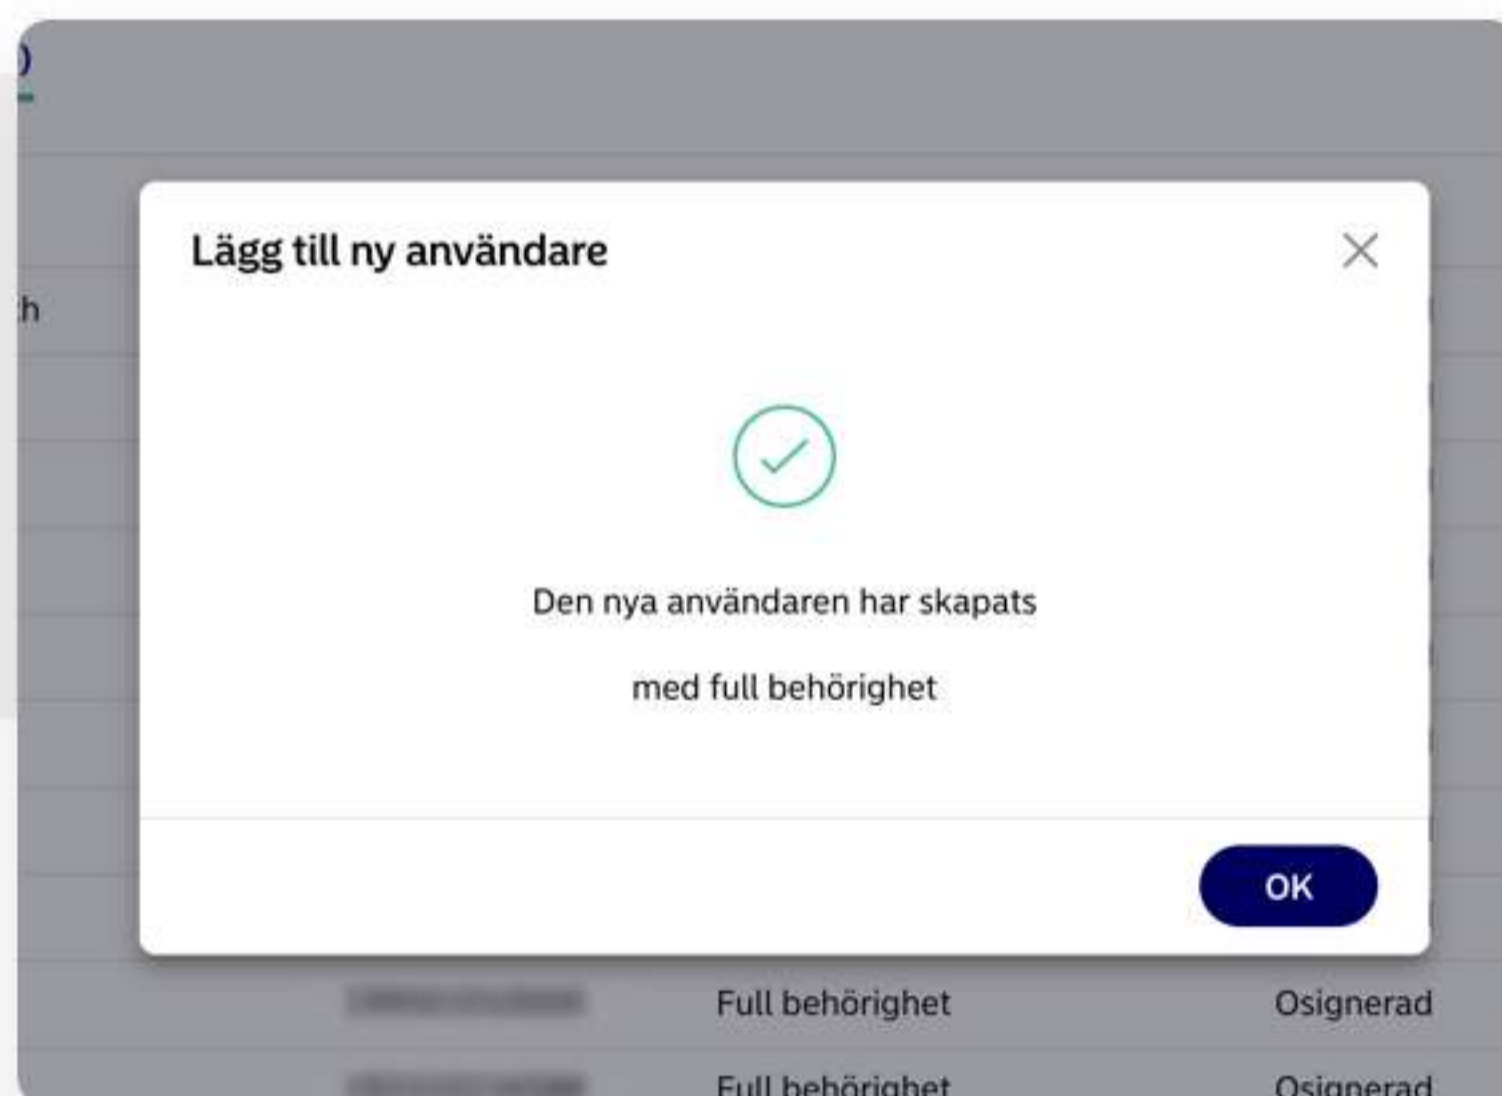 Lägg till ny användare
Den nya användaren har skapats
med full behörighet
OK
Full behörighet Osignerad
Full behörighet Osignerad